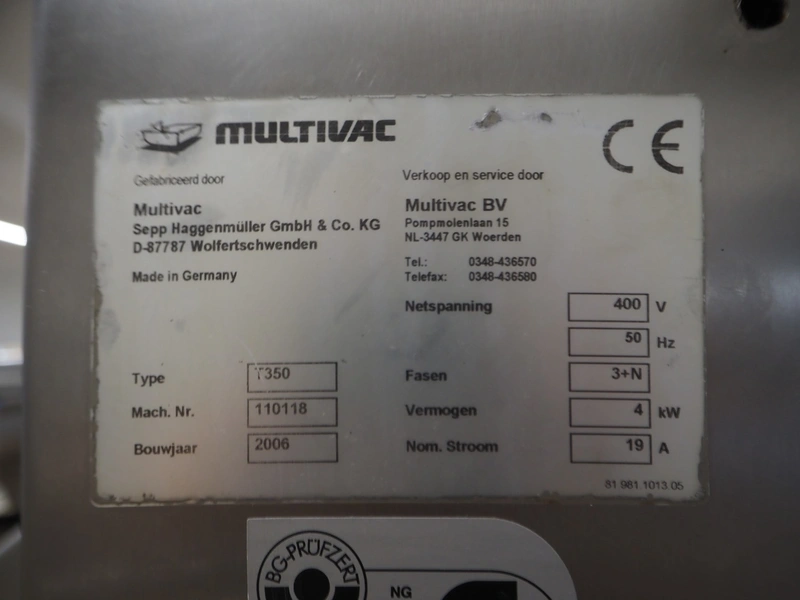 MULTIVAC
CE
Gefabriceerd door
Multivac
Sepp Haggenmüller GmbH & Co. KG
D-87787 Wolfertschwenden
Made in Germany
Verkoop en service door
Multivac BV
Pompmolenlaan 15
NL-3447 GK Woerden
Tel.: 0348-436570
Telefax: 0348-436580
Netspanning 400 V
50 Hz
Type T350
Fasen 3+N
Mach. Nr. 110118
Vermogen 4 kW
Bouwjaar 2006
Nom. Stroom 19 A
81.981.1013.05
BG-PRÜFZERT
NG